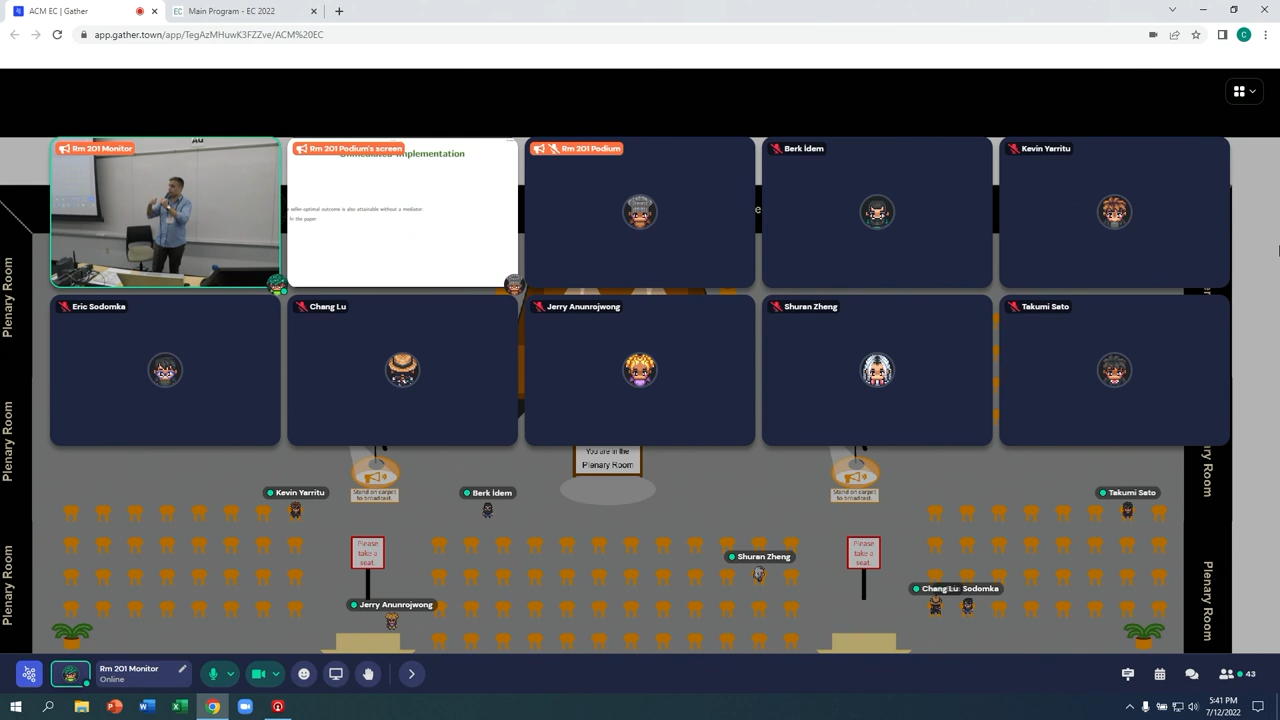 ACM EC | Gather
Main Program - EC 2022
app.gather.town/app/TegAzMHuwK3FZZve/ACM%20EC
C
Rm 201 Monitor
Rm 201 Podium's screen
Rm 201 Podium
Berk İdem
Kevin Yarritu
Implementation
seller-optimal outcome is also attainable without a mediator.
In the paper
Eric Sodomka
Chang Lu
Jerry Anunrojwong
Shuran Zheng
Takumi Sato
Plenary Room
Plenary Room
Plenary Room
Plenary Room
You are in the
Plenary Room
Stand on carpet
to broadcast.
Stand on carpet
to broadcast.
Kevin Yarritu
Berk İdem
Takumi Sato
Please
take a
seat.
Please
take a
seat.
Shuran Zheng
Chang Lu
Sodomka
Jerry Anunrojwong
Rm 201 Monitor
Online
43
5:41 PM
7/12/2022